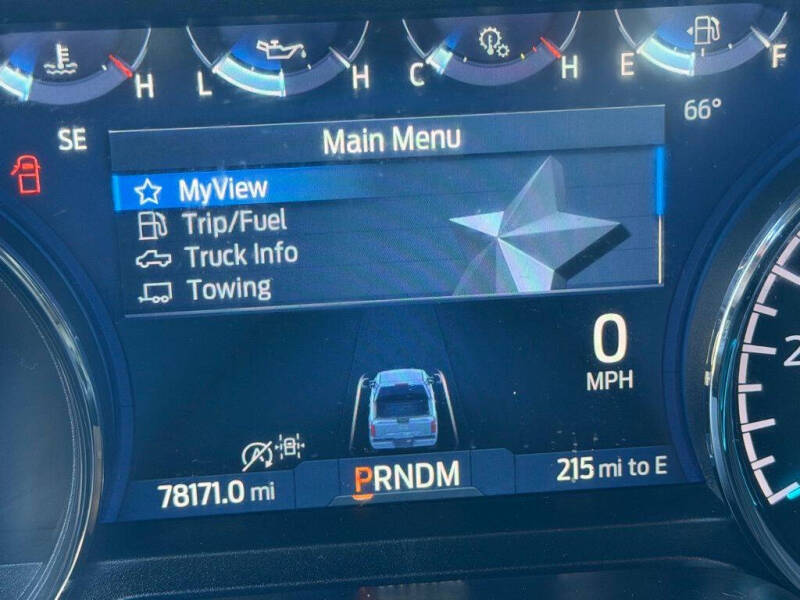 H L H C H E F
SE
66°
Main Menu
MyView
Trip/Fuel
Truck Info
Towing
0
MPH
2
78171.0 mi
PRNDM
215 mi to E